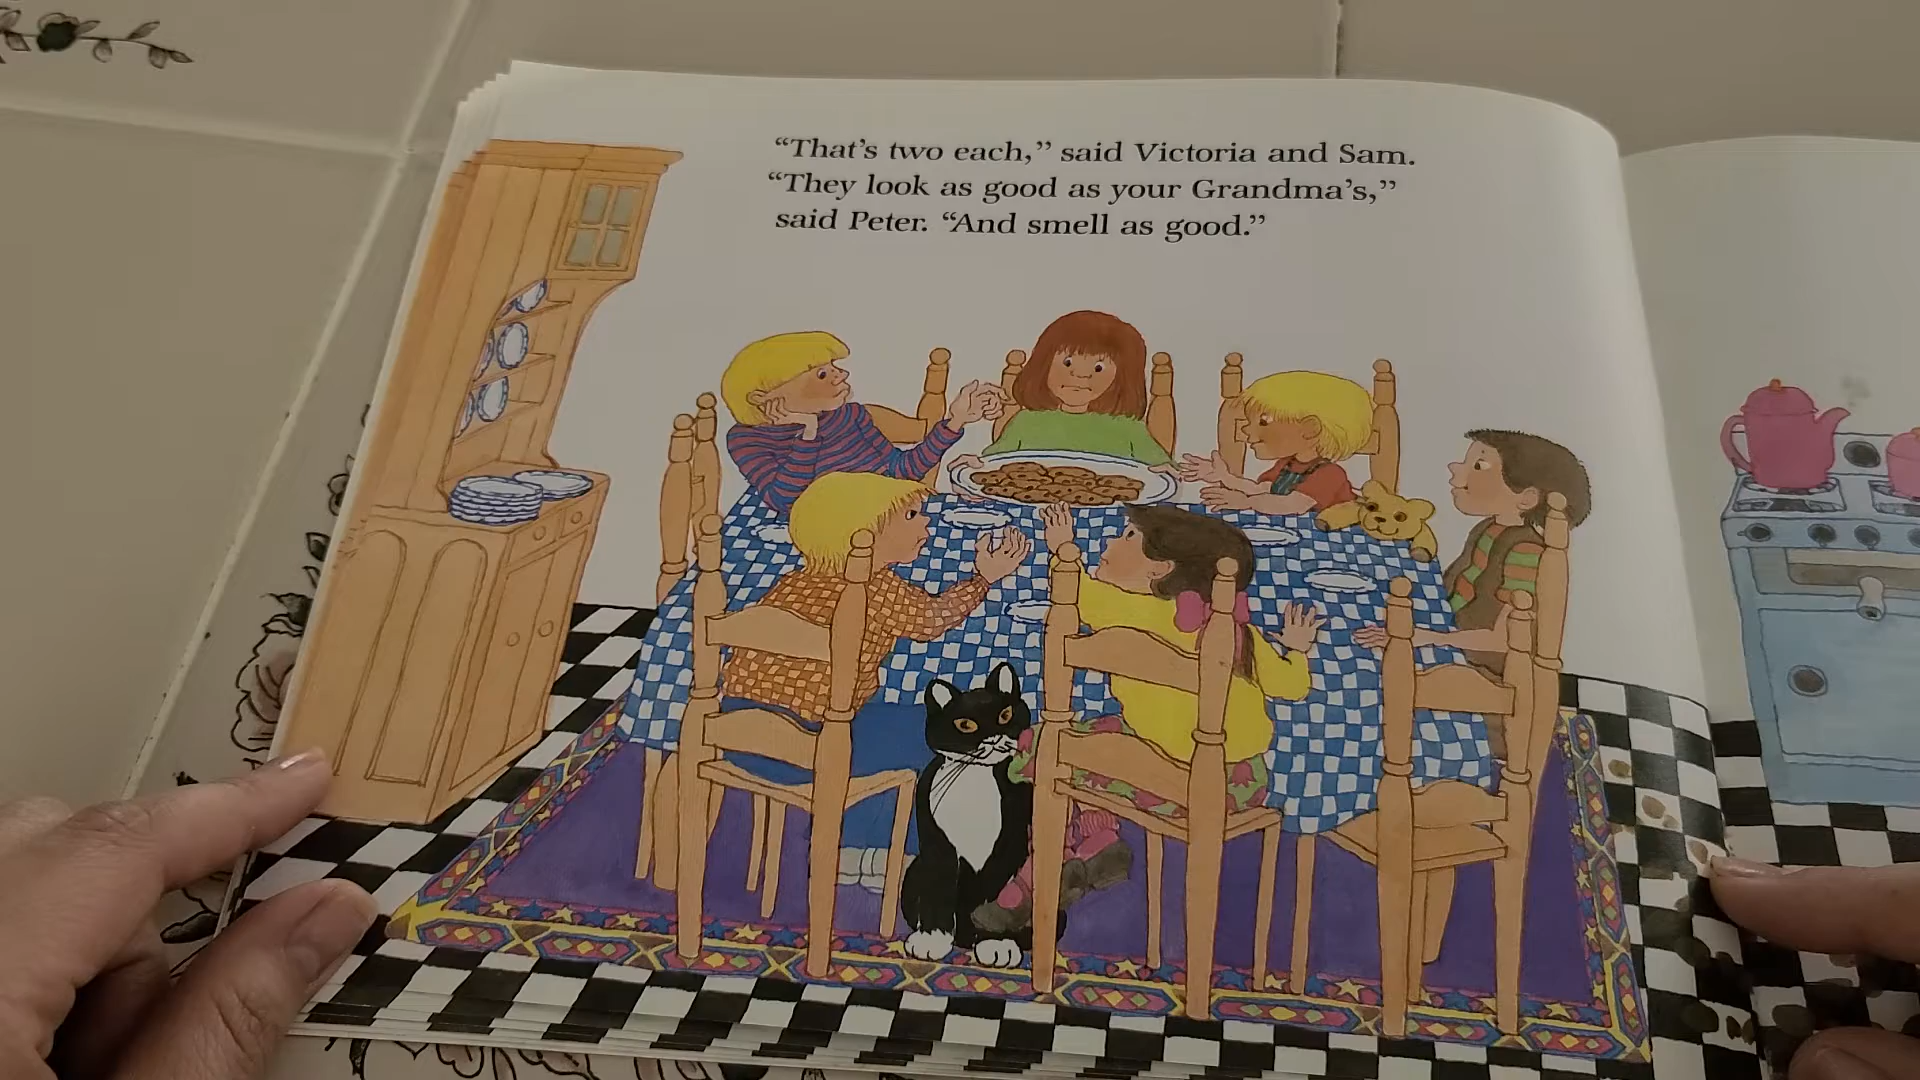 “That’s two each,” said Victoria and Sam.
“They look as good as your Grandma’s,”
said Peter. “And smell as good.”